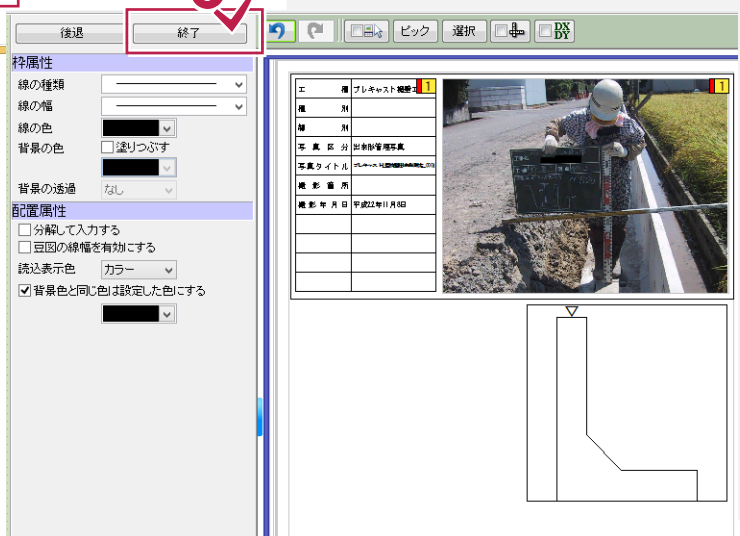 後退 終了
ピック 選択 DX DY
枠属性
線の種類
線の幅
線の色
背景の色 塗りつぶす
背景の透過 なし
配置属性
分解して入力する
豆図の線幅を有効にする
読込表示色 カラー
背景色と同じ色は設定した色にする
工 種 プレキャスト擁壁工
1
1
種 別
細 別
写 真 区 分 出来形管理写真
写真タイトル
撮 影 箇 所
撮 影 年 月 日 平成22年11月8日